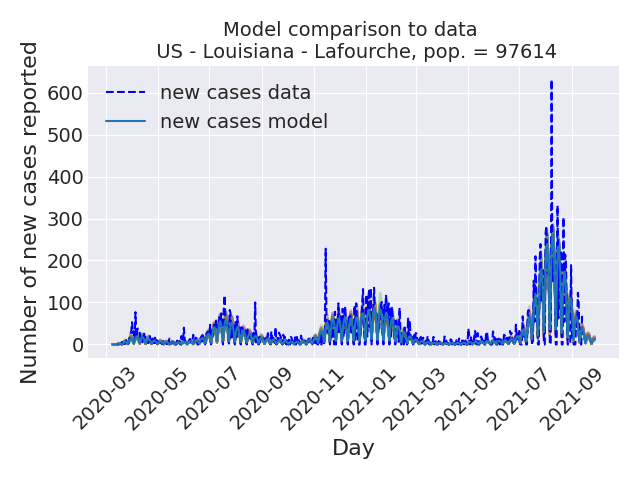 Model comparison to data
US - Louisiana - Lafourche, pop. = 97614
Number of new cases reported
600
500
400
300
200
100
0
new cases data
new cases model
2020-03
2020-05
2020-07
2020-09
2020-11
2021-01
2021-03
2021-05
2021-07
2021-09
Day